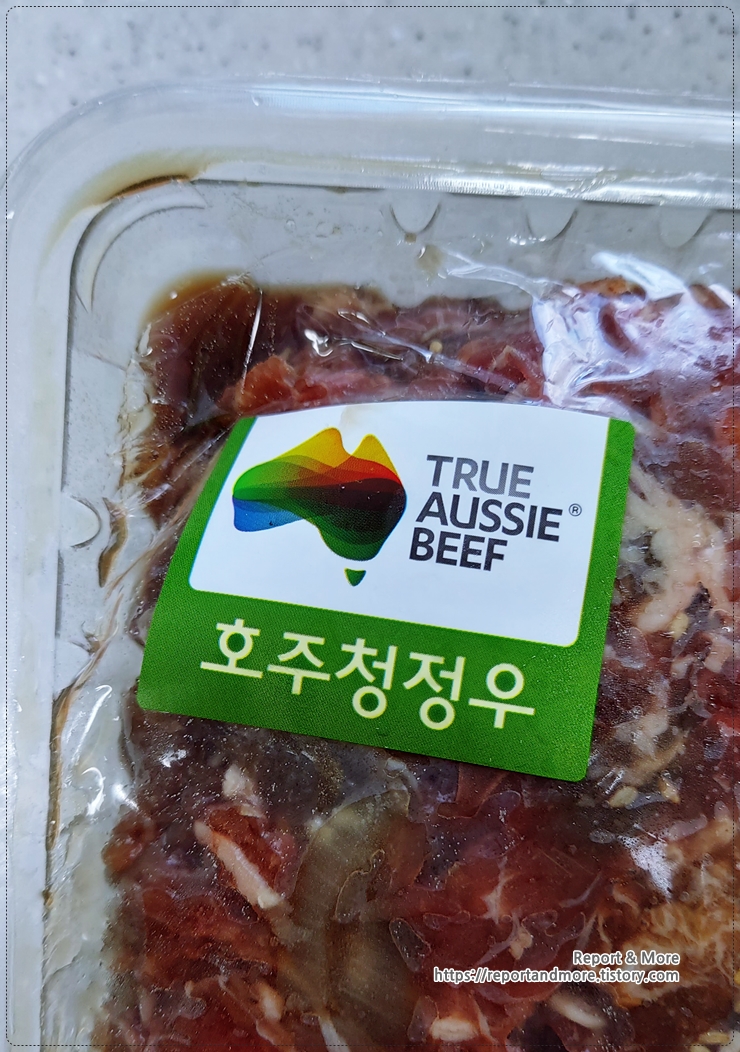 TRUE
AUSSIE®
BEEF
호주청정우
Report & More
https://reportandmore.tistory.com